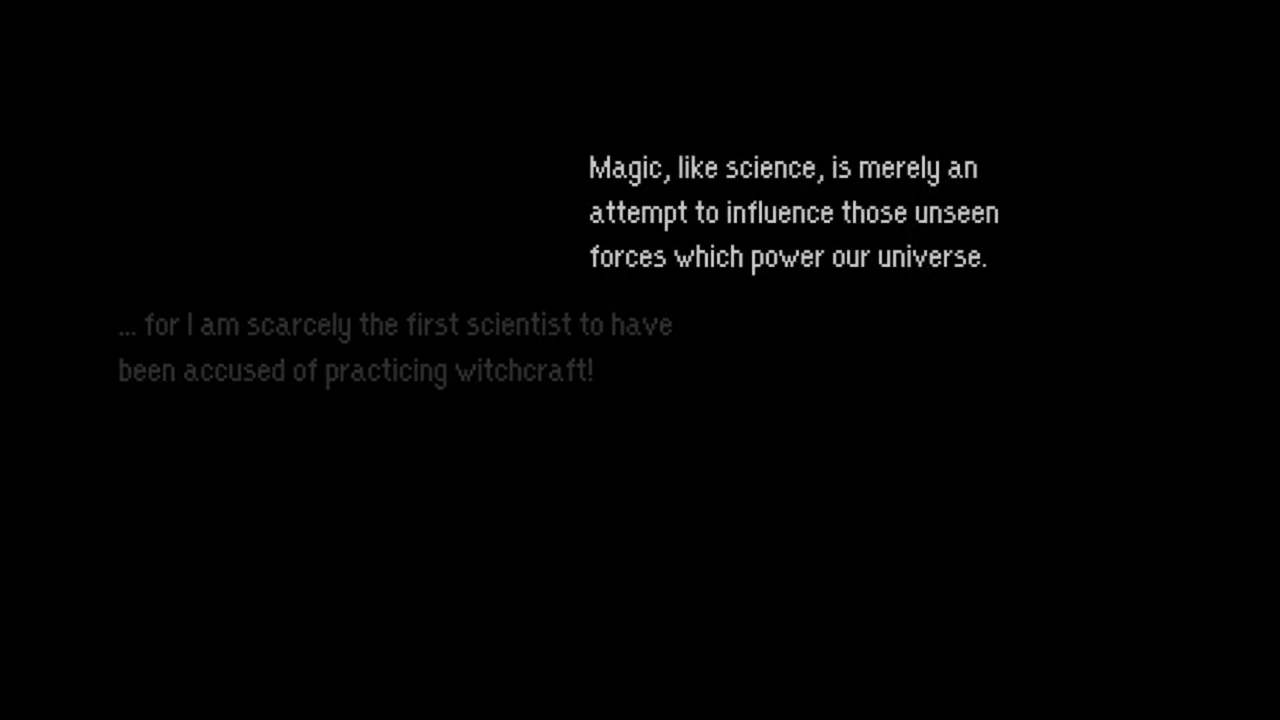 Magic, like science, is merely an
attempt to influence those unseen
forces which power our universe.
... for I am scarcely the first scientist to have
been accused of practicing witchcraft!